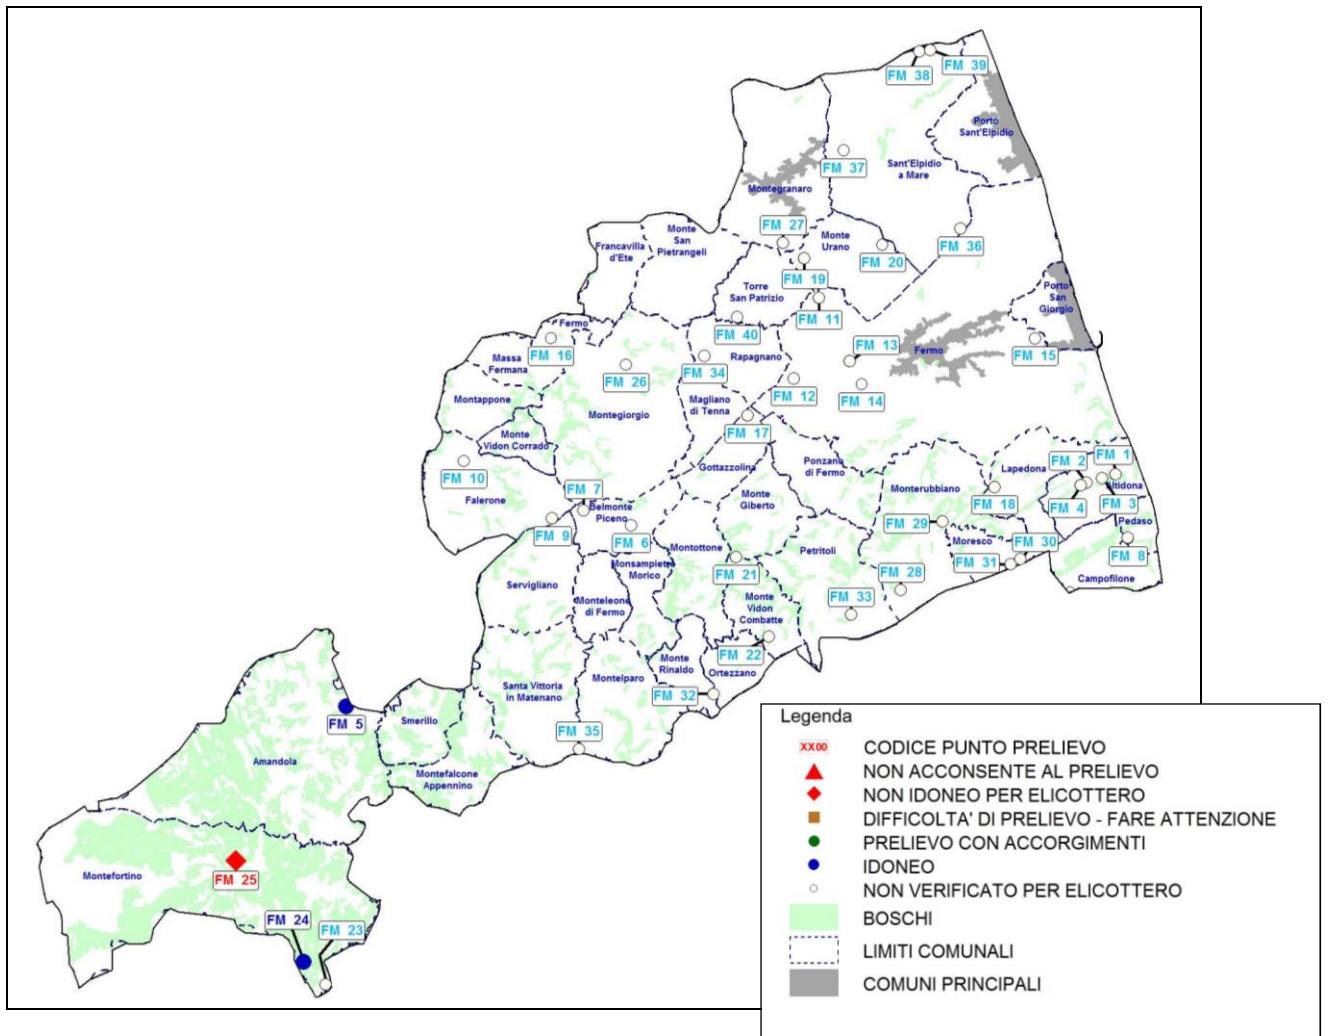 FM 38
FM 39
Porto
Sant'Elpidio
FM 37
Sant'Elpidio
a Mare
Montegranaro
FM 27
Monte
San
Pietrangeli
Francavilla
d'Ete
Monte
Urano
FM 20
FM 36
FM 19
Torre
San Patrizio
FM 11
Porto
San
Giorgio
Fermo
FM 16
FM 40
FM 13
Fermo
FM 15
Massa
Fermana
FM 26
FM 34
Rapagnano
FM 12
FM 14
Montappone
Montegiorgio
Magliano
di Tenna
FM 17
Monte
Vidon Corrado
FM 10
Falerone
Gottazzolina
Ponzano
di Fermo
FM 2
FM 1
Lapedona
FM 7
Monterubbiano
FM 18
FM 4
Altidona
FM 3
Belmonte
Piceno
Monte
Giberto
FM 29
Pedaso
FM 9
FM 6
Montottone
Petritoli
Moresco
FM 30
FM 8
Monsampietro
Morico
FM 21
FM 31
FM 28
Campofilone
Servigliano
Monteleone
di Fermo
Monte
Vidon
Combatte
FM 33
FM 22
Monte
Rinaldo
Ortezzano
Santa Vittoria
in Matenano
Montelparo
FM 32
FM 5
Smerillo
FM 35
Amandola
Montefalcone
Appennino
Montefortino
FM 25
FM 24
FM 23
Legenda
XX00 CODICE PUNTO PRELIEVO
NON ACCONSENTE AL PRELIEVO
NON IDONEO PER ELICOTTERO
DIFFICOLTA' DI PRELIEVO - FARE ATTENZIONE
PRELIEVO CON ACCORGIMENTI
IDONEO
NON VERIFICATO PER ELICOTTERO
BOSCHI
LIMITI COMUNALI
COMUNI PRINCIPALI